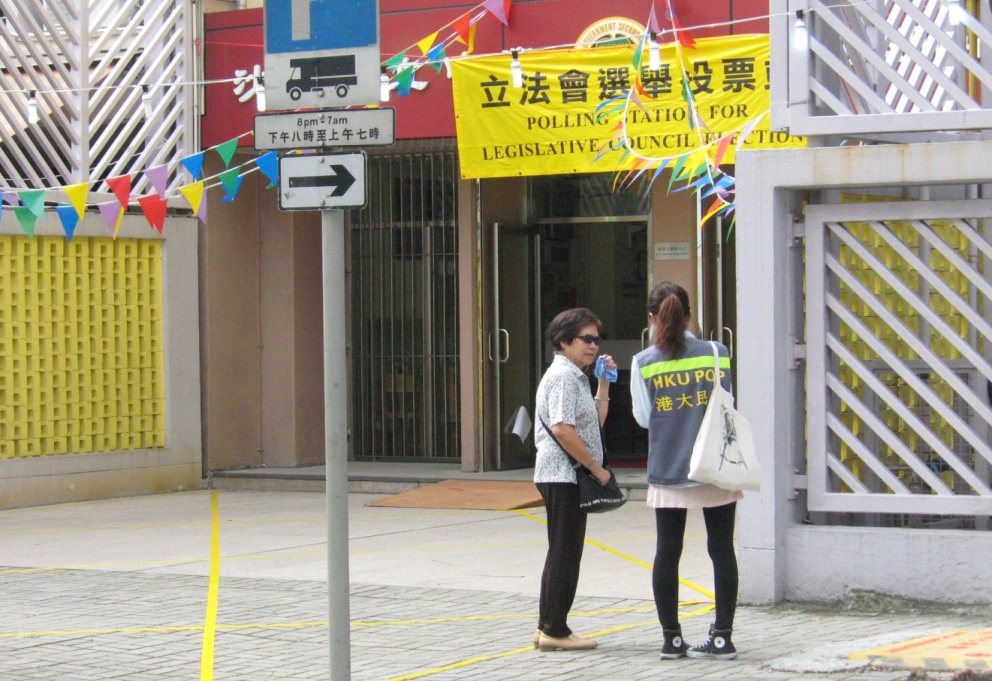 8pm - 7am
下午八時至上午七時
立法會選舉投票
POLLING STATION FOR
LEGISLATIVE COUNCIL ELECTION
HKU POP
港大民